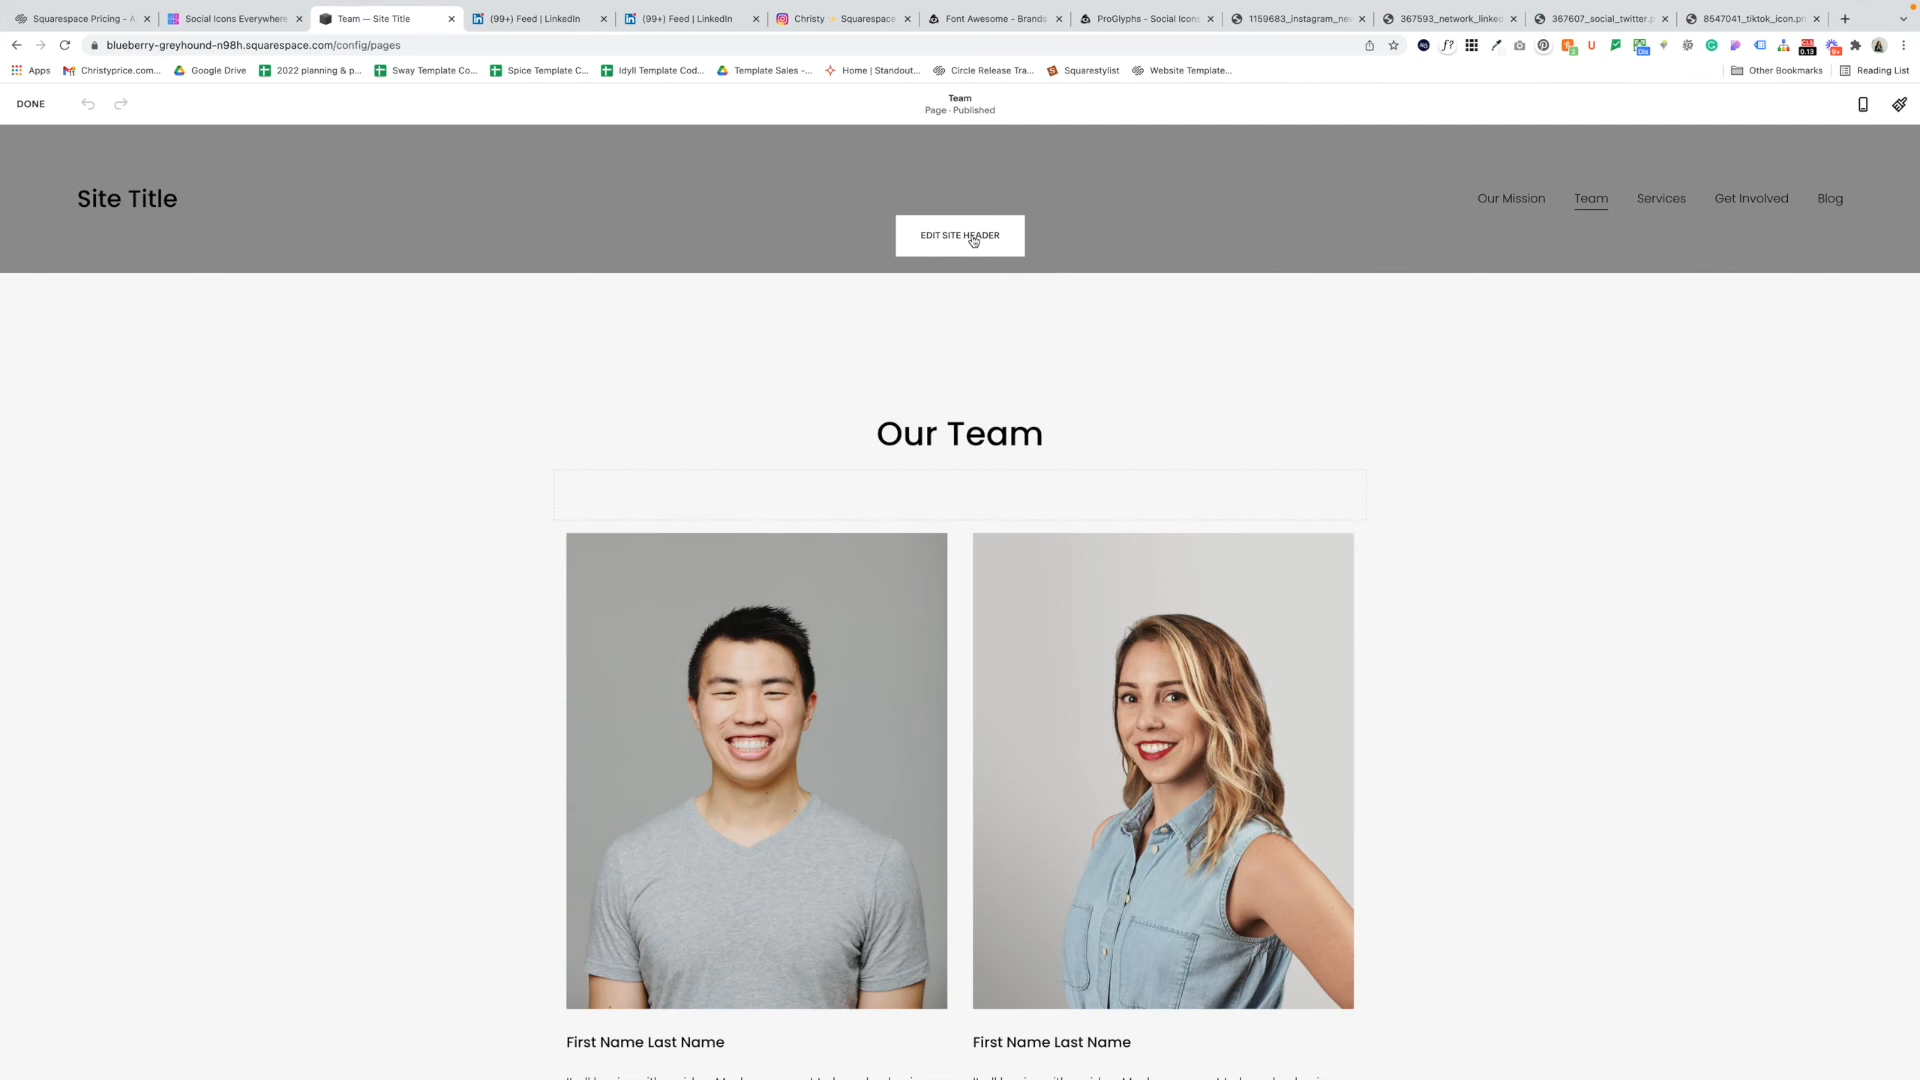 Squarespace Pricing - A
Social Icons Everywhere
Team — Site Title
(99+) Feed | LinkedIn
(99+) Feed | LinkedIn
Christy ✨ Squarespace
Font Awesome - Brands
ProGlyphs - Social Icons
1159683_instagram_ne
367593_network_linked
367607_social_twitter.p
8547041_tiktok_icon.pn
blueberry-greyhound-n98h.squarespace.com/config/pages
Apps
Christyprice.com...
Google Drive
2022 planning & p...
Sway Template Co...
Spice Template C...
Idyll Template Cod...
Template Sales -...
Home | Standout...
Circle Release Tra...
Squarestylist
Website Template...
Other Bookmarks
Reading List
DONE
Team
Page · Published
Site Title
Our Mission
Team
Services
Get Involved
Blog
EDIT SITE HEADER
Our Team
First Name Last Name
First Name Last Name